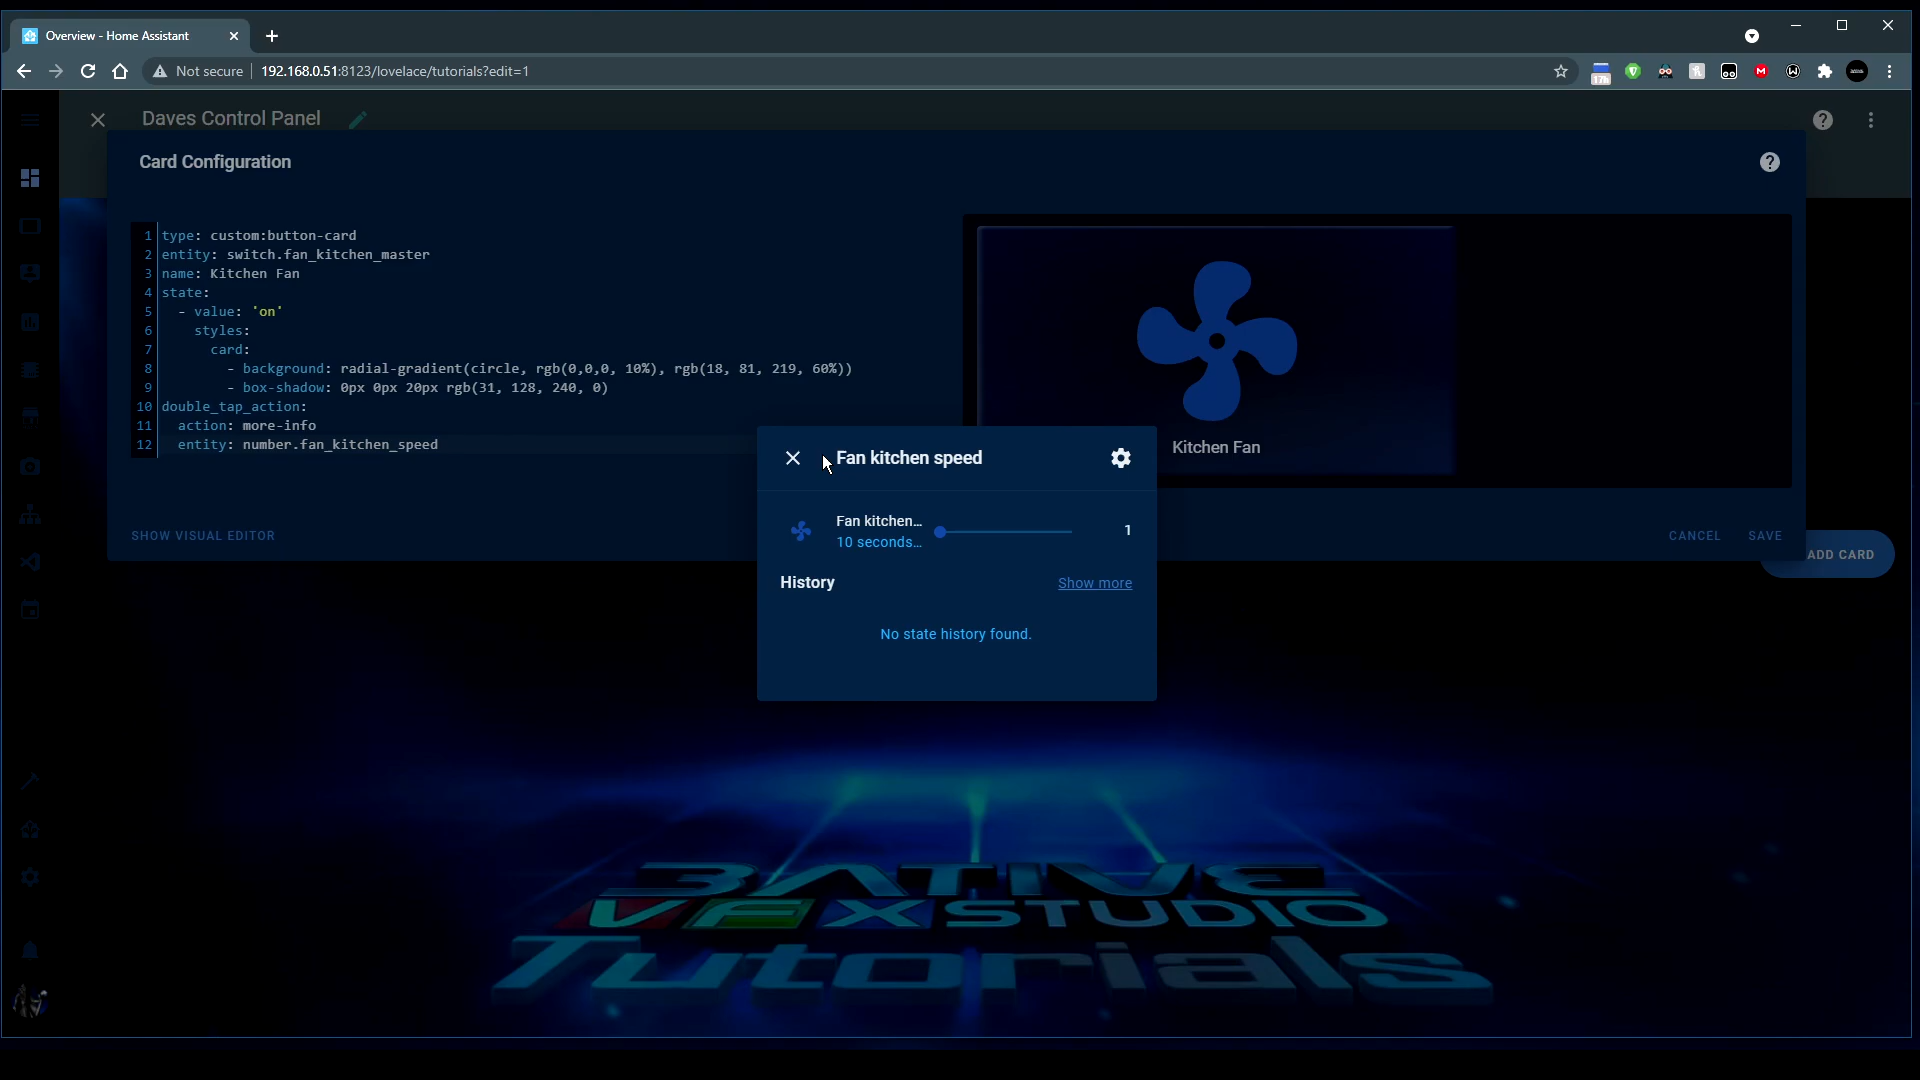 Overview - Home Assistant
Not secure
192.168.0.51:8123/lovelace/tutorials?edit=1
17h
Daves Control Panel
Card Configuration
1 type: custom:button-card
2 entity: switch.fan_kitchen_master
3 name: Kitchen Fan
4 state:
5 - value: 'on'
6 styles:
7 card:
8 - background: radial-gradient(circle, rgb(0,0,0, 10%), rgb(18, 81, 219, 60%))
9 - box-shadow: 0px 0px 20px rgb(31, 128, 240, 0)
10 double_tap_action:
11 action: more-info
12 entity: number.fan_kitchen_speed
Kitchen Fan
Fan kitchen speed
Fan kitchen...
10 seconds...
1
History
Show more
No state history found.
SHOW VISUAL EDITOR
CANCEL
SAVE
ADD CARD
3ATIVE
VFXSTUDIO
Tutorials